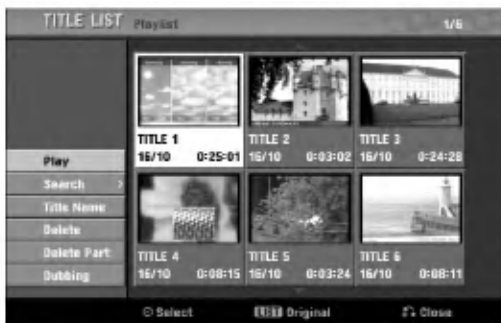 TITLE LIST Playlist 1/6
TITLE 1
16/10 0:25:01
TITLE 2
16/10 0:03:02
TITLE 3
16/10 0:24:28
Play
Search >
Title Name
Delete
Delete Part
Dubbing
TITLE 4
16/10 0:08:15
TITLE 5
16/10 0:03:24
TITLE 6
16/10 0:08:11
Select
LIST Original
Close